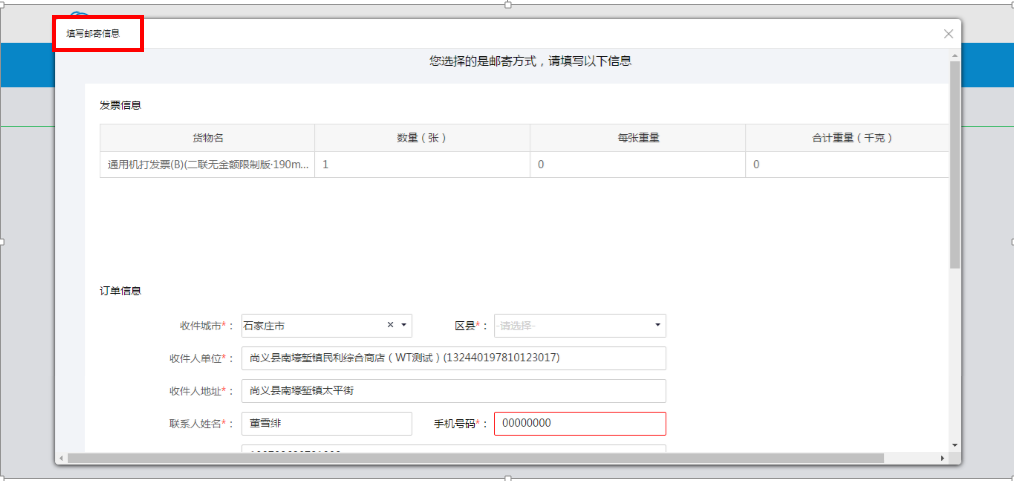 填写邮寄信息
您选择的是邮寄方式，请填写以下信息
发票信息
货物名 数量（张） 每张重量 合计重量（千克）
通用机打发票(B)(二联无金额限制版·190m... 1 0 0
订单信息
收件城市*： 石家庄市 区县*： -请选择-
收件人单位*： 尚义县南壕堑镇民利综合商店（WT测试）(132440197810123017)
收件人地址*： 尚义县南壕堑镇太平街
联系人姓名*： 董雪绯 手机号码*： 00000000